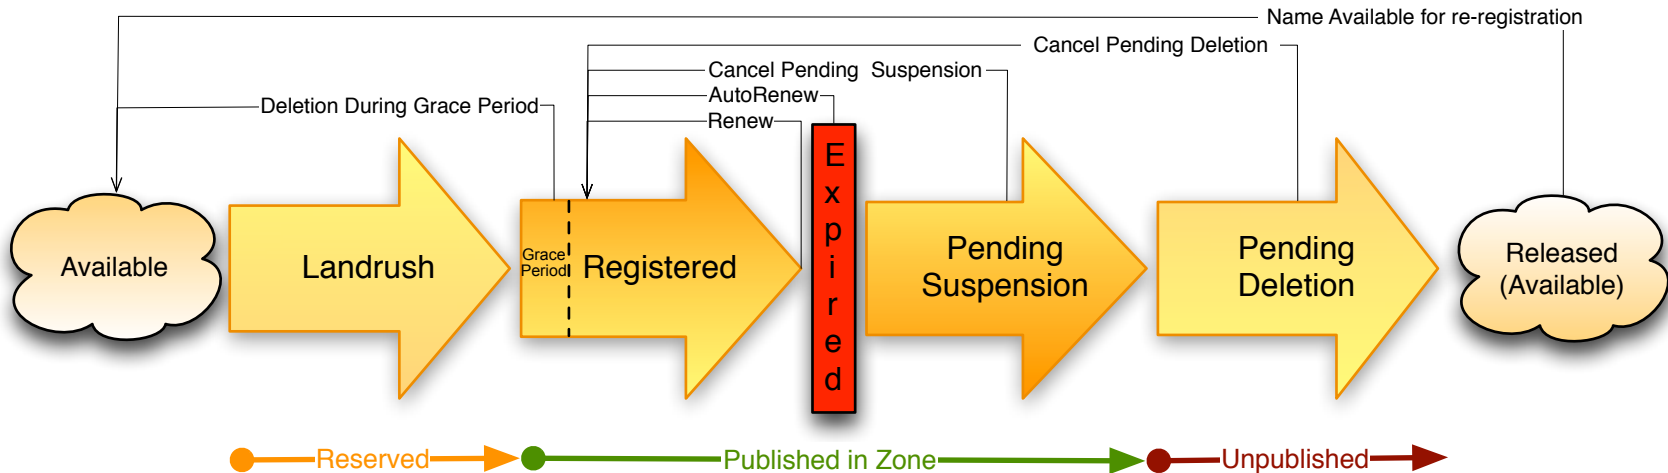 Name Available for re-registration
Cancel Pending Deletion
Cancel Pending Suspension
AutoRenew
Deletion During Grace Period
Renew
Available
Landrush
Grace
Period
Registered
Expired
Pending
Suspension
Pending
Deletion
Released
(Available)
Reserved
Published in Zone
Unpublished